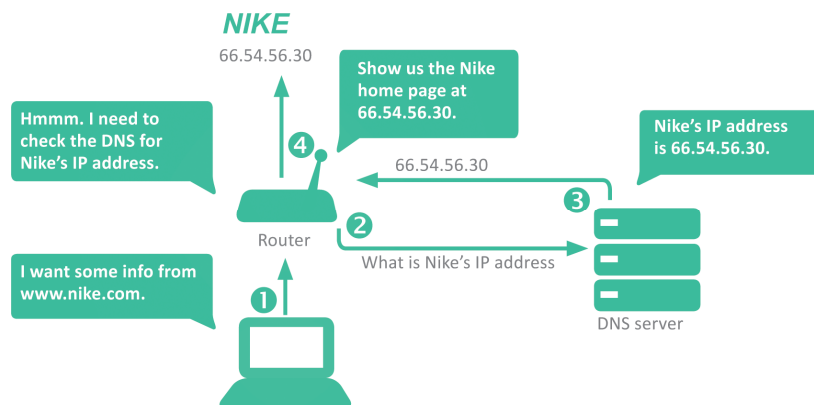 NIKE
66.54.56.30
Show us the Nike
home page at
66.54.56.30.
Hmmm. I need to
check the DNS for
Nike’s IP address.
4
Nike’s IP address
is 66.54.56.30.
66.54.56.30
3
2
Router
What is Nike’s IP address
I want some info from
www.nike.com.
1
DNS server